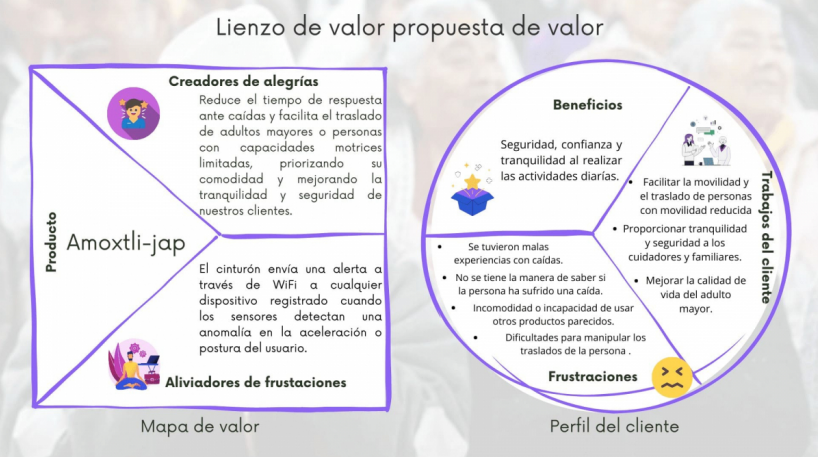 Lienzo de valor propuesta de valor
Creadores de alegrías
Reduce el tiempo de respuesta
ante caídas y facilita el traslado
de adultos mayores o personas
con capacidades motrices
limitadas, priorizando su
comodidad y mejorando la
tranquilidad y seguridad de
nuestros clientes.
Producto
Amoxtli-jap
El cinturón envía una alerta a
través de WiFi a cualquier
dispositivo registrado cuando
los sensores detectan una
anomalía en la aceleración o
postura del usuario.
Aliviadores de frustaciones
Mapa de valor
Beneficios
Seguridad, confianza y
tranquilidad al realizar
las actividades diarías.
Trabajos del cliente
• Facilitar la movilidad y
el traslado de personas
con movilidad reducida
• Proporcionar tranquilidad
y seguridad a los
cuidadores y familiares.
• Mejorar la calidad de
vida del adulto
mayor.
• Se tuvieron malas
experiencias con caídas.
• No se tiene la manera de saber si
la persona ha sufrido una caída.
• Incomodidad o incapacidad de usar
otros productos parecidos.
• Dificultades para manipular los
traslados de la persona .
Frustraciones
Perfil del cliente